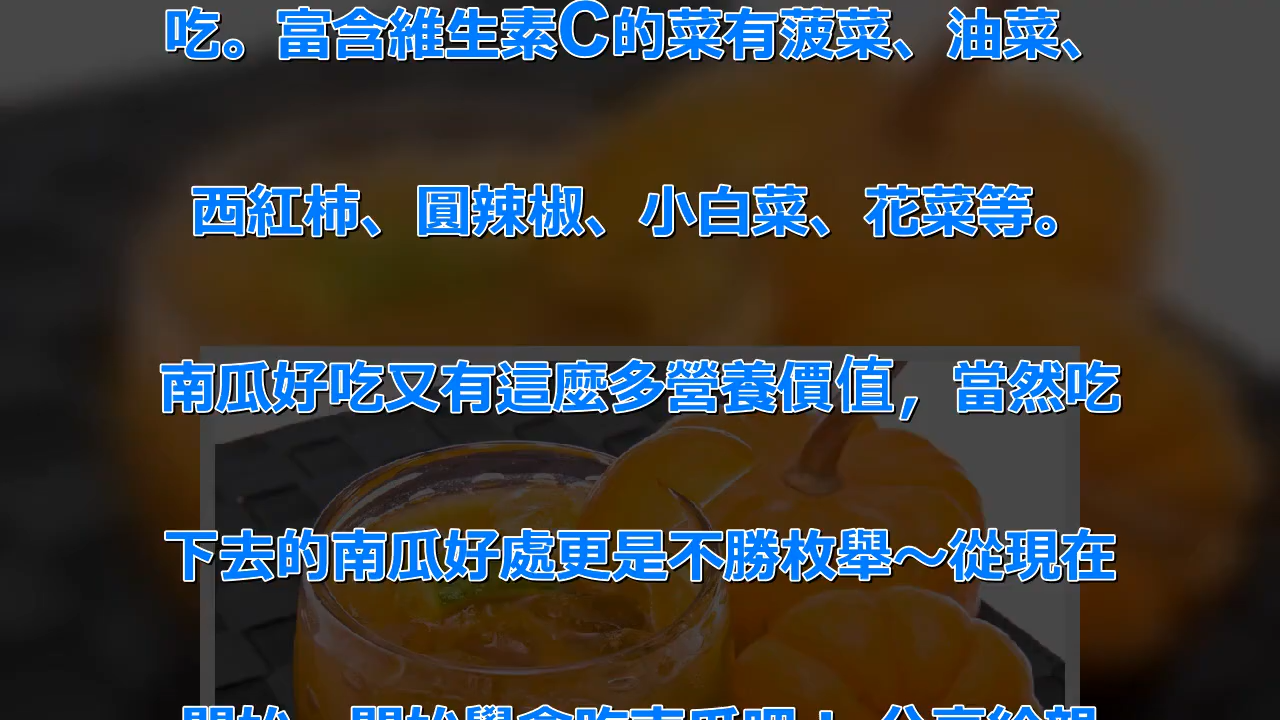 吃。富含維生素C的菜有菠菜、油菜、
西紅柿、圓辣椒、小白菜、花菜等。
南瓜好吃又有這麼多營養價值，當然吃
下去的南瓜好處更是不勝枚舉～從現在